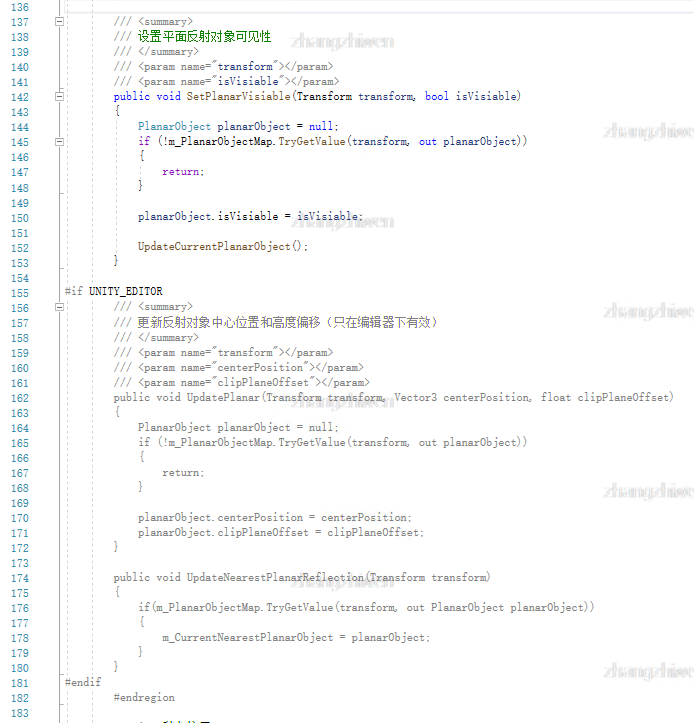 136
137 /// <summary>
138 /// 设置平面反射对象可见性
139 /// </summary>
140 /// <param name="transform"></param>
141 /// <param name="isVisiable"></param>
142 public void SetPlanarVisiable(Transform transform, bool isVisiable)
143 {
144 PlanarObject planarObject = null;
145 if (!m_PlanarObjectMap.TryGetValue(transform, out planarObject))
146 {
147 return;
148 }
149
150 planarObject.isVisiable = isVisiable;
151
152 UpdateCurrentPlanarObject();
153 }
154
155 #if UNITY_EDITOR
156 /// <summary>
157 /// 更新反射对象中心位置和高度偏移（只在编辑器下有效）
158 /// </summary>
159 /// <param name="transform"></param>
160 /// <param name="centerPosition"></param>
161 /// <param name="clipPlaneOffset"></param>
162 public void UpdatePlanar(Transform transform, Vector3 centerPosition, float clipPlaneOffset)
163 {
164 PlanarObject planarObject = null;
165 if (!m_PlanarObjectMap.TryGetValue(transform, out planarObject))
166 {
167 return;
168 }
169
170 planarObject.centerPosition = centerPosition;
171 planarObject.clipPlaneOffset = clipPlaneOffset;
172 }
173
174 public void UpdateNearestPlanarReflection(Transform transform)
175 {
176 if(m_PlanarObjectMap.TryGetValue(transform, out PlanarObject planarObject))
177 {
178 m_CurrentNearestPlanarObject = planarObject;
179 }
180 }
181 #endif
182 #endregion
183